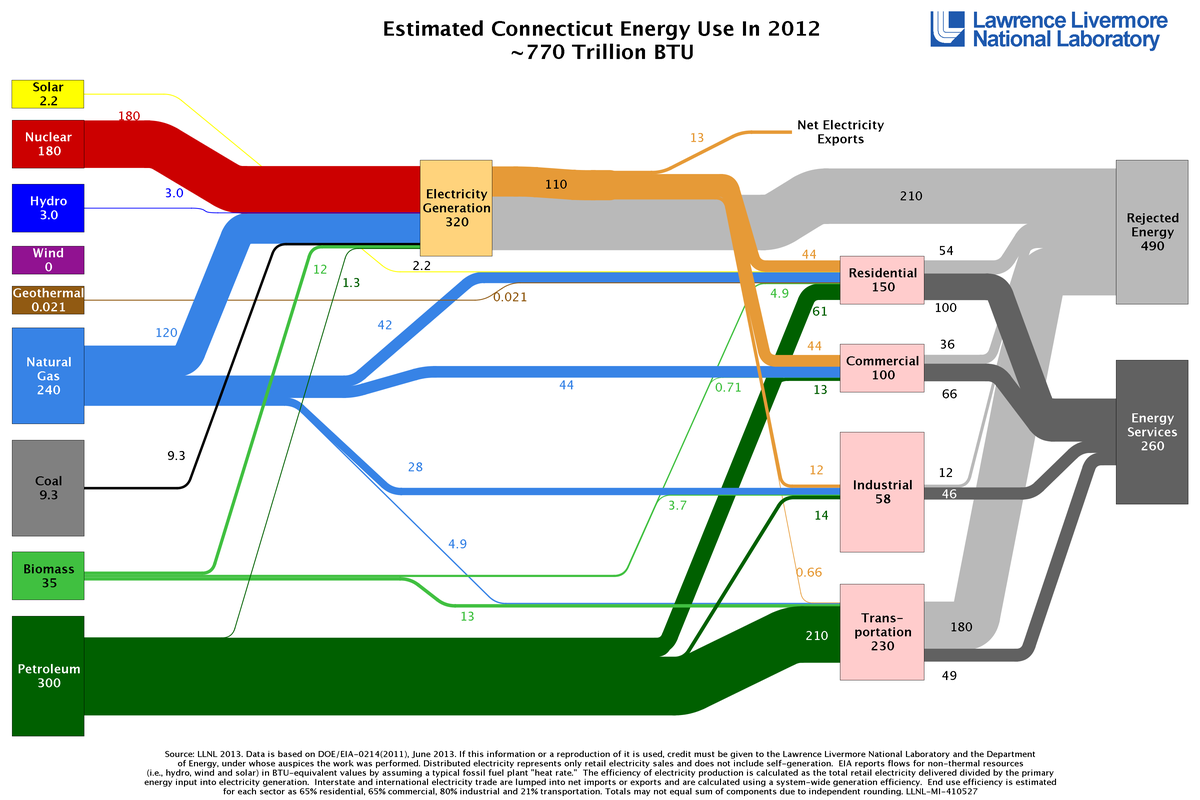 Estimated Connecticut Energy Use In 2012
~770 Trillion BTU
Lawrence Livermore
National Laboratory
Solar
2.2
Nuclear
180
180
Hydro
3.0
3.0
Wind
0
Geothermal
0.021
0.021
Natural
Gas
240
120
42
44
28
4.9
Coal
9.3
9.3
Biomass
35
12
4.9
0.71
3.7
13
Petroleum
300
1.3
2.2
Electricity
Generation
320
110
13
Net Electricity
Exports
210
44
61
Residential
150
54
100
44
13
Commercial
100
36
66
12
14
Industrial
58
12
46
0.66
210
Trans-
portation
230
180
49
Rejected
Energy
490
Energy
Services
260
Source: LLNL 2013. Data is based on DOE/EIA-0214(2011), June 2013. If this information or a reproduction of it is used, credit must be given to the Lawrence Livermore National Laboratory and the Department
of Energy, under whose auspices the work was performed. Distributed electricity represents only retail electricity sales and does not include self-generation. EIA reports flows for non-thermal resources
(i.e., hydro, wind and solar) in BTU-equivalent values by assuming a typical fossil fuel plant "heat rate." The efficiency of electricity production is calculated as the total retail electricity delivered divided by the primary
energy input into electricity generation. Interstate and international electricity trade are lumped into net imports or exports and are calculated using a system-wide generation efficiency. End use efficiency is estimated
for each sector as 65% residential, 65% commercial, 80% industrial and 21% transportation. Totals may not equal sum of components due to independent rounding. LLNL-MI-410527